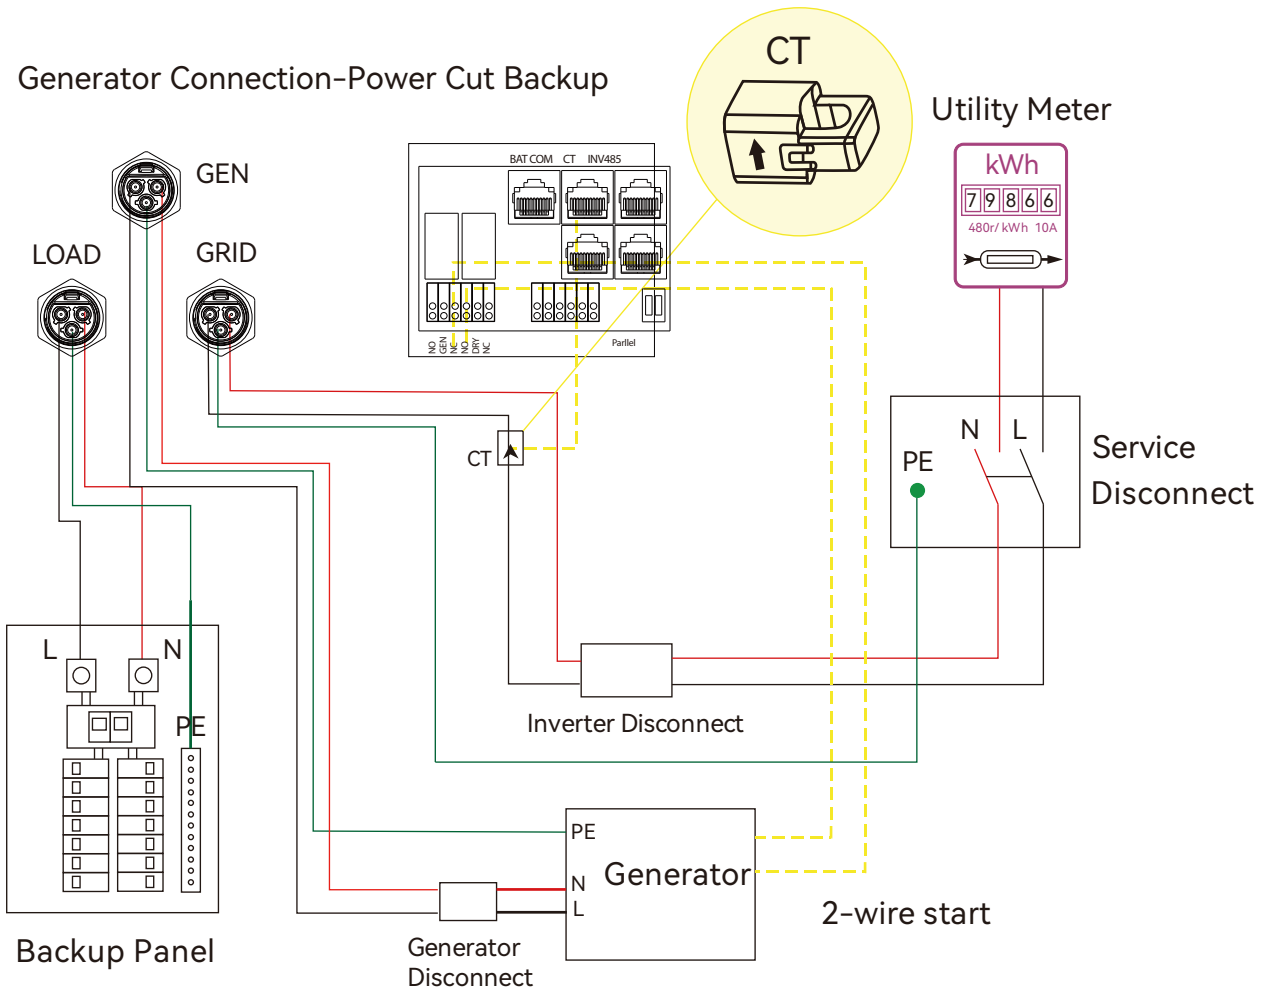 CT
Generator Connection-Power Cut Backup
Utility Meter
kWh
79866
480r/ kWh 10A
BAT COM CT INV485
GEN
LOAD
GRID
NO
GEN
NC
NO
DRY
NC
Parllel
CT
N L
PE
Service
Disconnect
L N
PE
Inverter Disconnect
PE
Generator
N
L
2-wire start
Backup Panel
Generator
Disconnect